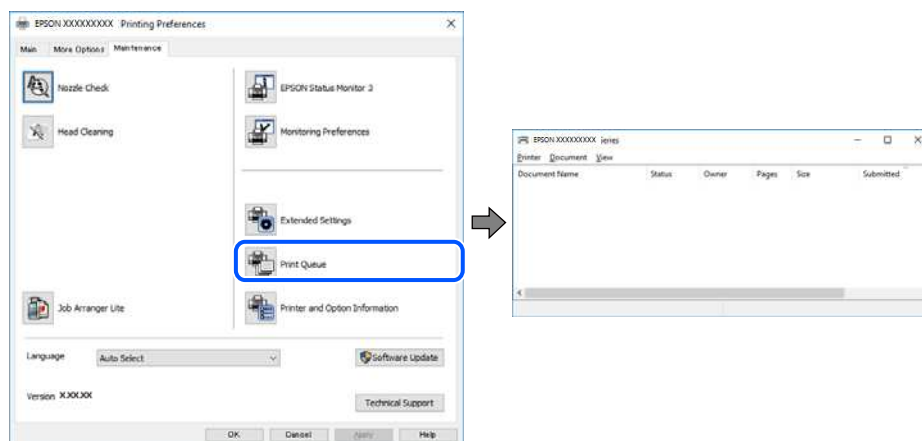 EPSON XXXXXXXXX Printing Preferences
Main More Options Maintenance
Nozzle Check
EPSON Status Monitor 3
Head Cleaning
Monitoring Preferences
Extended Settings
Print Queue
Job Arranger Lite
Printer and Option Information
Language Auto Select Software Update
Version X.XX.XX
Technical Support
OK Cancel Apply Help
EPSON XXXXXXXXX
Printer Document View
Document Name Status Owner Pages Size Submitted